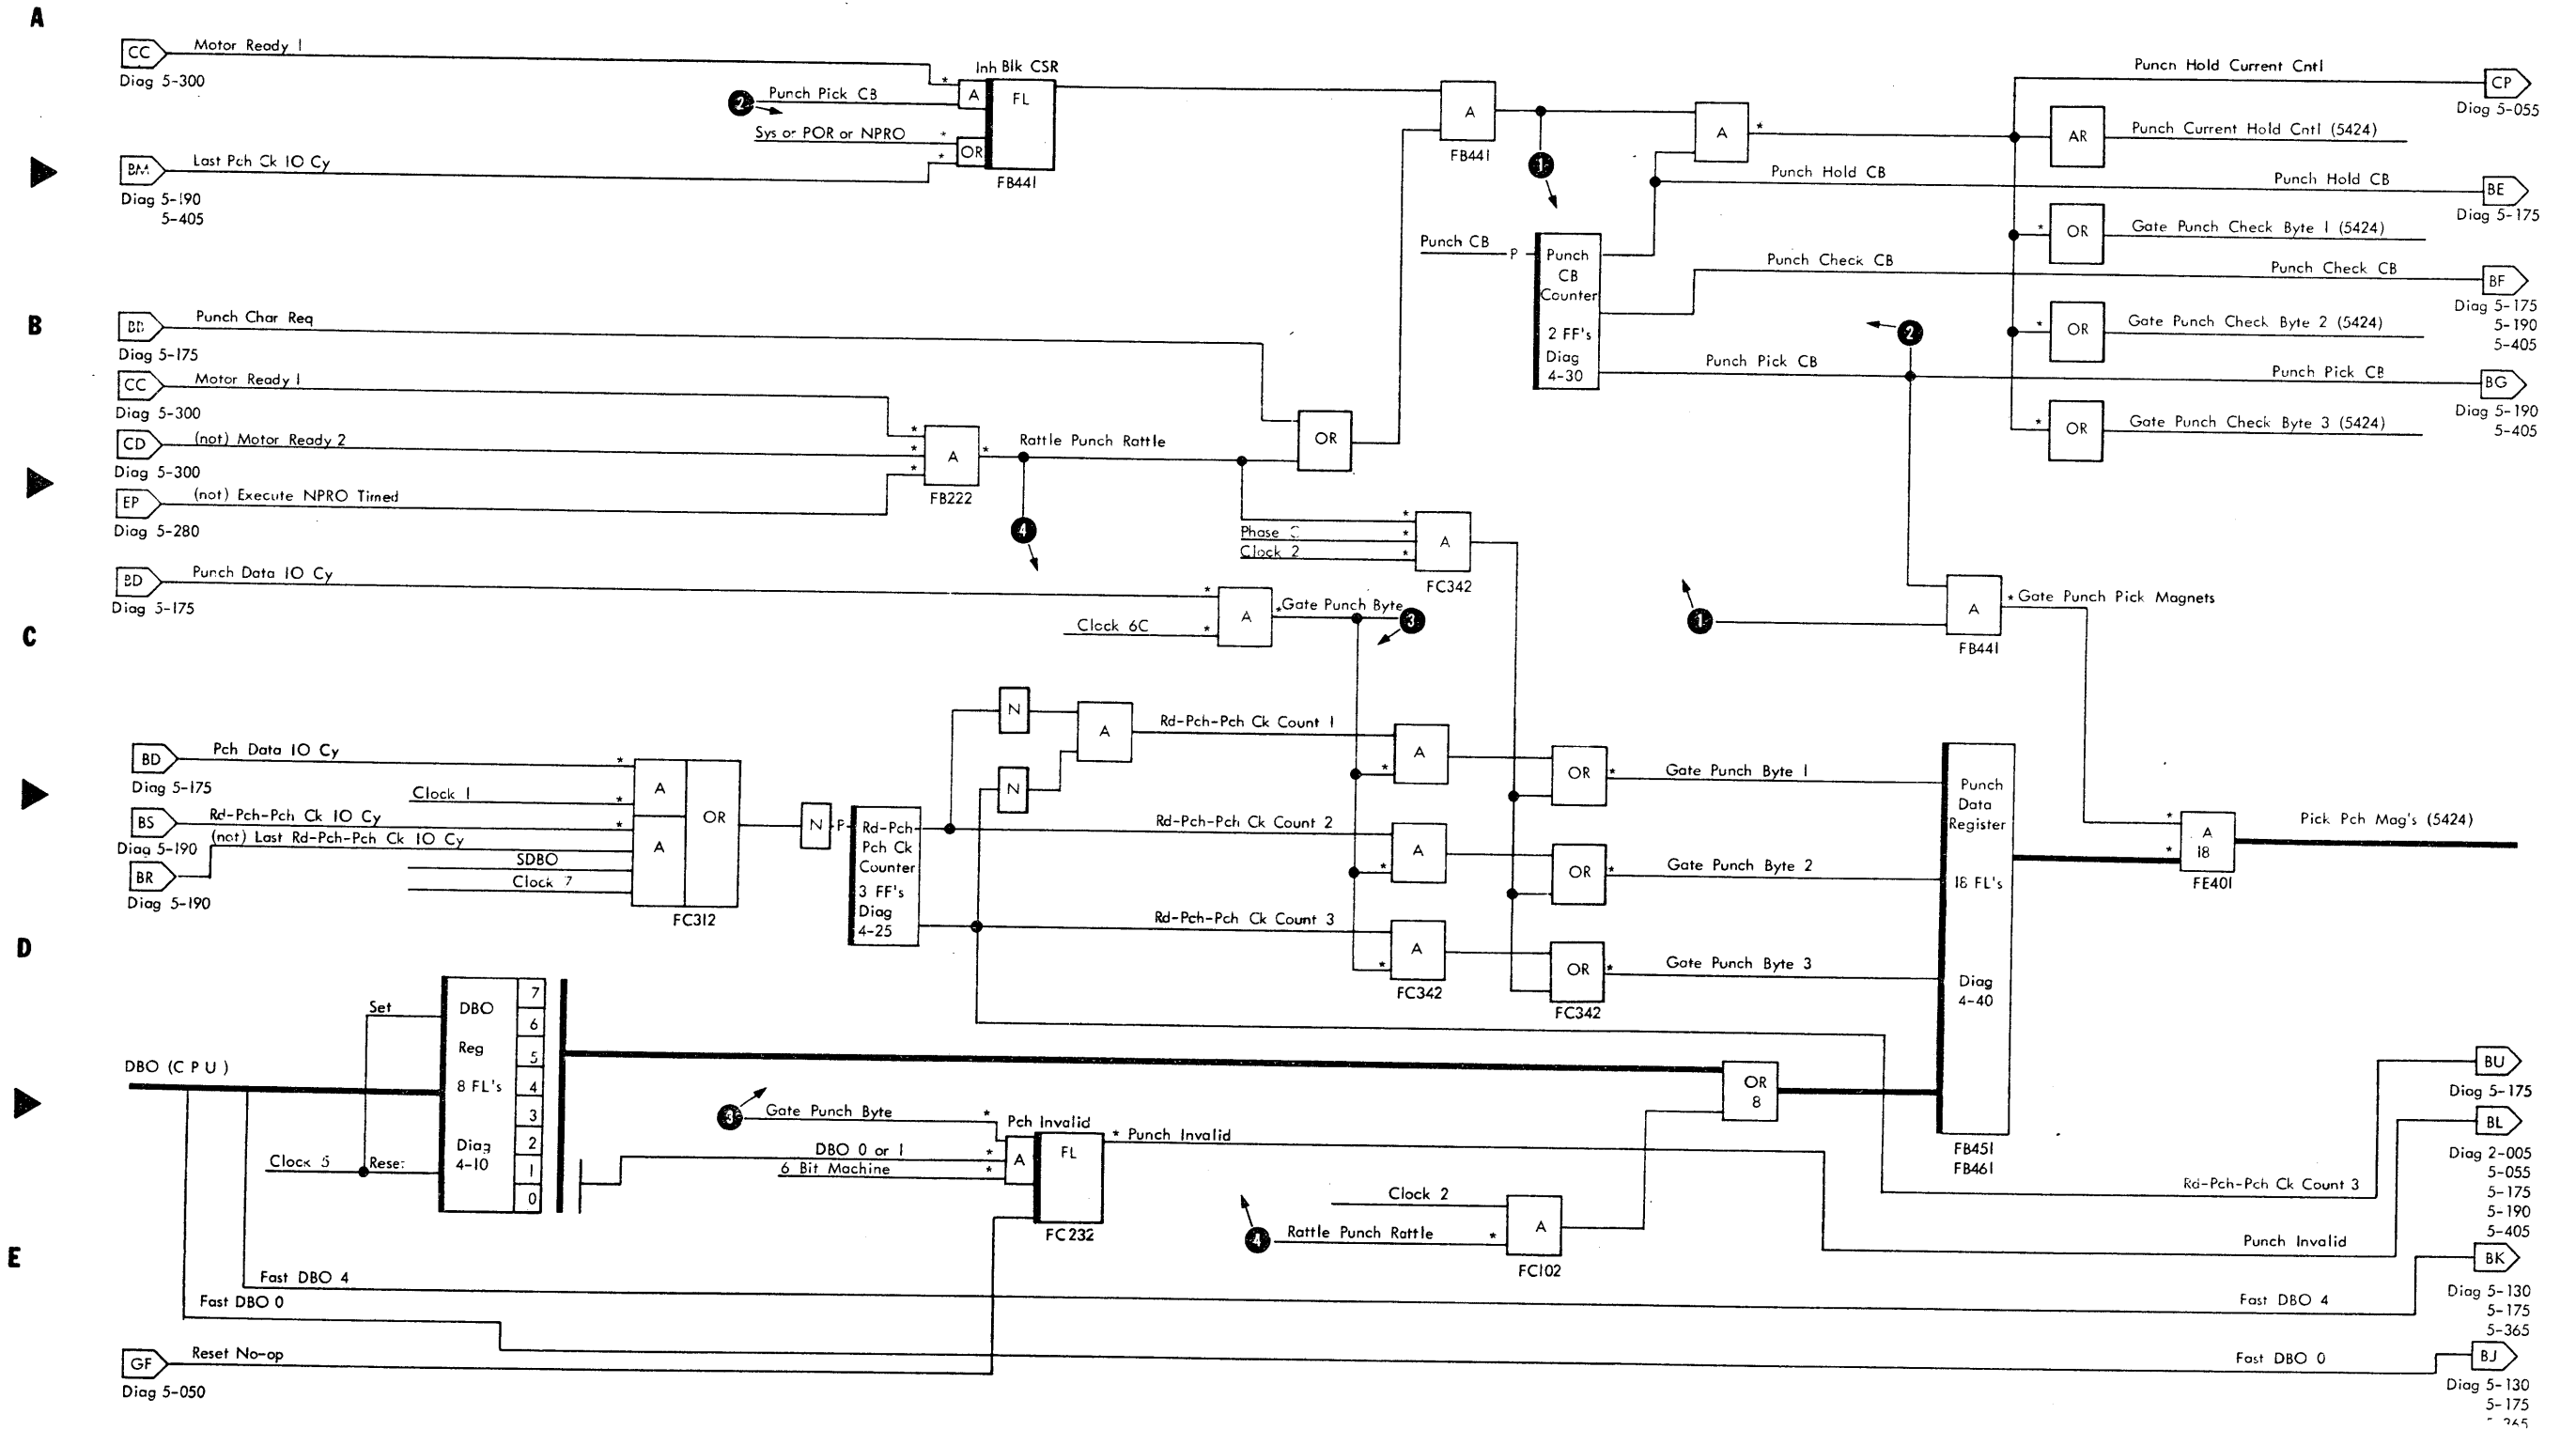 A
CC
Motor Ready 1
Diag 5-300
2
Punch Pick CB
Inh Blk CSR
A
FL
Sys or POR or NPRO
OR
FB441
BM
Last Pch Ck IO Cy
Diag 5-190
5-405
A
FB441
1
A
Punch Hold Current Cntl
CP
Diag 5-055
AR
Punch Current Hold Cntl (5424)
Punch Hold CB
Punch Hold CB
BE
Diag 5-175
OR
Gate Punch Check Byte 1 (5424)
Punch CB
P
Punch
CB
Counter
2 FF's
Diag
4-30
Punch Check CB
Punch Check CB
BF
Diag 5-175
5-190
5-405
B
Punch Char Req
Diag 5-175
2
OR
Gate Punch Check Byte 2 (5424)
Punch Pick CB
Punch Pick CB
BG
Diag 5-190
5-405
CC
Motor Ready 1
Diag 5-300
CD
(not) Motor Ready 2
Diag 5-300
A
FB222
Rattle Punch Rattle
4
OR
OR
Gate Punch Check Byte 3 (5424)
EP
(not) Execute NPRO Timed
Diag 5-280
Phase
Clock 2
A
FC342
BD
Punch Data IO Cy
Diag 5-175
Clock 6C
A
Gate Punch Byte
3
1
A
FB441
Gate Punch Pick Magnets
C
N
A
Rd-Pch-Pch Ck Count 1
N
BD
Pch Data IO Cy
Diag 5-175
Clock 1
BS
Rd-Pch-Pch Ck IO Cy
Diag 5-190
(not) Last Rd-Pch-Pch Ck IO Cy
BR
Diag 5-190
SDBO
Clock 7
A
A
OR
FC312
N
P
Rd-Pch-
Pch Ck
Counter
3 FF's
Diag
4-25
Rd-Pch-Pch Ck Count 2
Rd-Pch-Pch Ck Count 3
A
A
A
FC342
OR
OR
OR
FC342
Gate Punch Byte 1
Gate Punch Byte 2
Gate Punch Byte 3
Punch
Data
Register
18 FL's
Diag
4-40
FB451
FB461
A
18
FE401
Pick Pch Mag's (5424)
D
Set
DBO
Reg
8 FL's
Diag
4-10
7
6
5
4
3
2
1
0
DBO (CPU)
Clock 5
OR
8
BU
Diag 5-175
3
Gate Punch Byte
DBO 0 or 1
6 Bit Machine
Pch Invalid
A
FL
FC232
Punch Invalid
BL
Diag 2-005
5-055
5-175
5-190
5-405
Rd-Pch-Pch Ck Count 3
Clock 2
4
Rattle Punch Rattle
A
FC102
Punch Invalid
E
Fast DBO 4
Fast DBO 4
BK
Diag 5-130
5-175
5-365
Fast DBO 0
Fast DBO 0
BJ
Diag 5-130
5-175
GF
Reset No-op
Diag 5-050